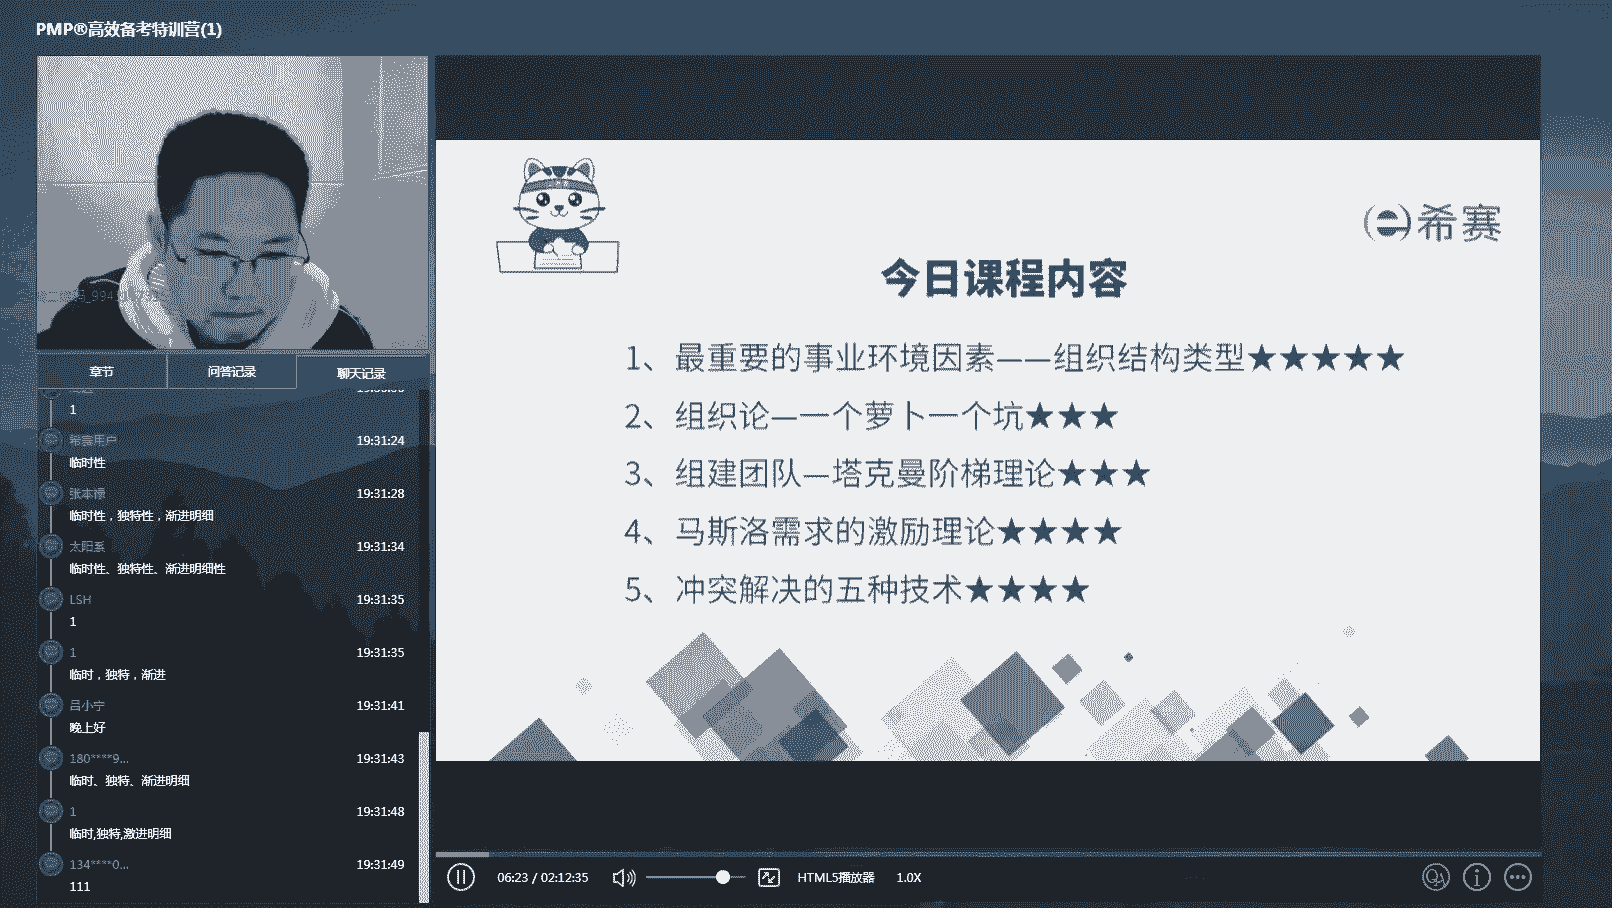 PMP®高效备考特训营(1)
章节
问答记录
聊天记录
1
希赛用户
19:31:24
临时性
张本禄
19:31:28
临时性，独特性，渐进明细
太阳系
19:31:34
临时性、独特性、渐进明细性
LSH
19:31:35
1
1
19:31:35
临时，独特，渐进
吕小宁
19:31:41
晚上好
180****9...
19:31:43
临时、独特、渐进明细
1
19:31:48
临时,独特,激进明细
134****0...
19:31:49
111
希赛
今日课程内容
1、最重要的事业环境因素——组织结构类型★★★★★
2、组织论—一个萝卜一个坑★★★
3、组建团队—塔克曼阶梯理论★★★
4、马斯洛需求的激励理论★★★★
5、冲突解决的五种技术★★★★
06:23 / 02:12:35
HTML5播放器
1.0X